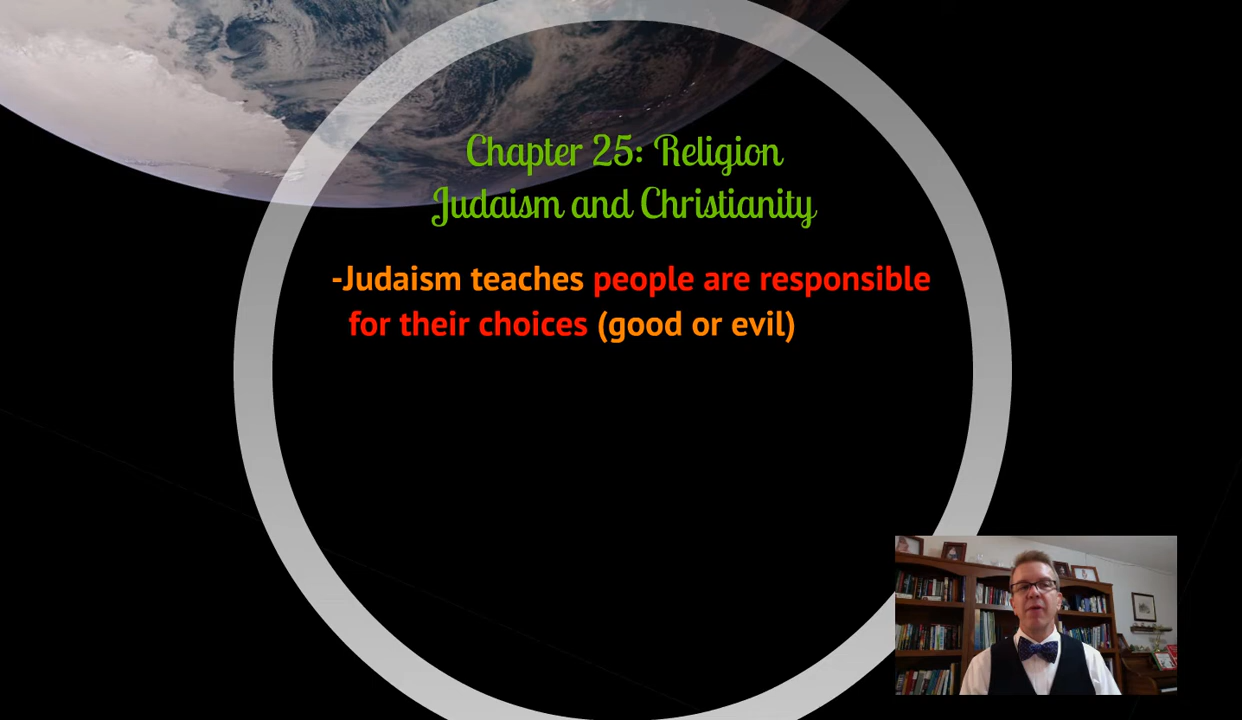 Chapter 25: Religion
Judaism and Christianity
-Judaism teaches people are responsible
for their choices (good or evil)